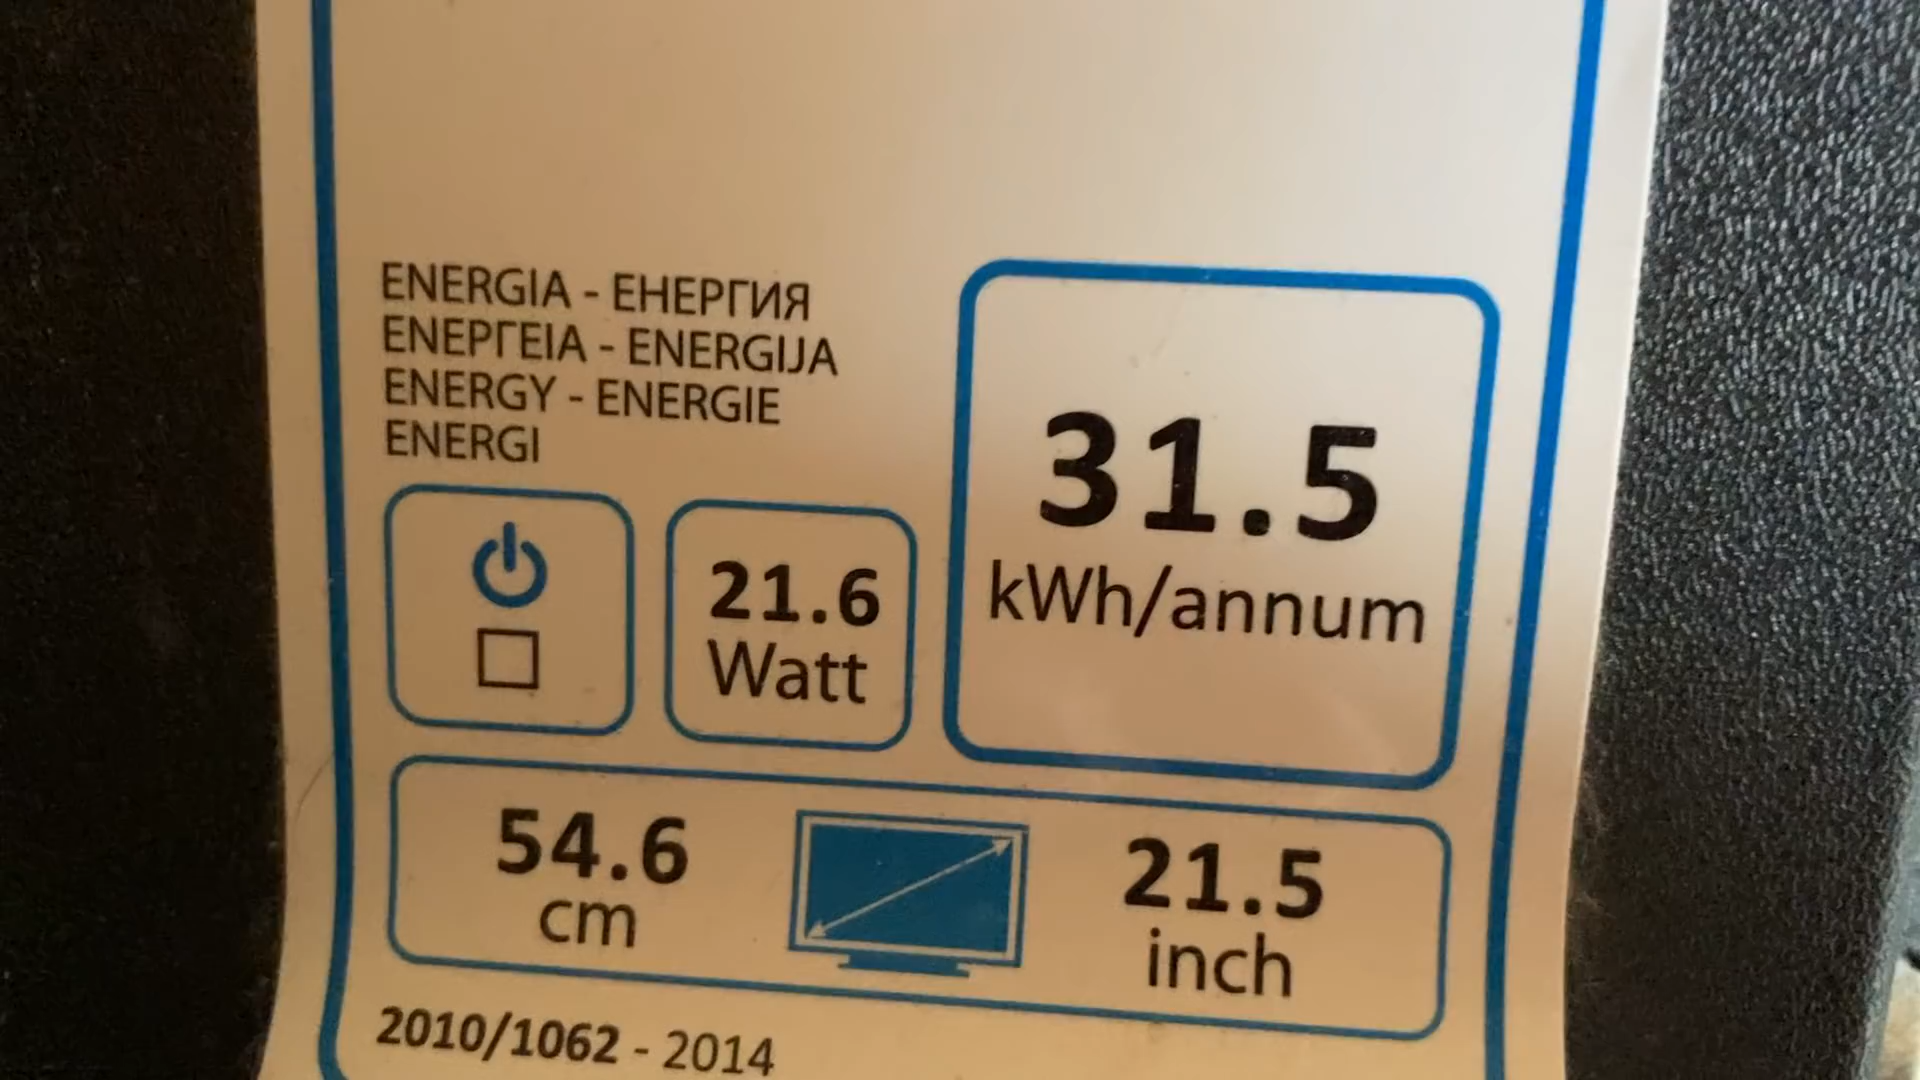 ENERGIA - ЕНЕРГИЯ
ΕΝΕΡΓΕΙΑ - ENERGIJA
ENERGY - ENERGIE
ENERGI
31.5
kWh/annum
21.6
Watt
54.6
cm
21.5
inch
2010/1062 - 2014